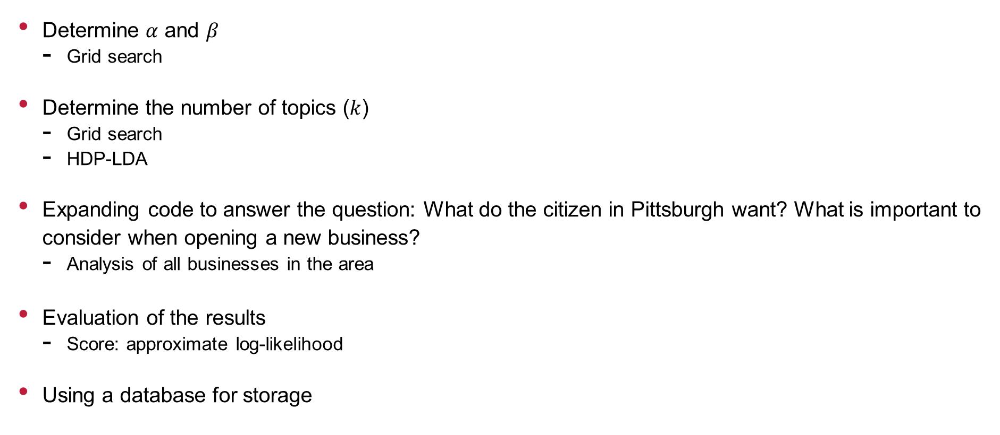 • Determine α and β
- Grid search
• Determine the number of topics (k)
- Grid search
- HDP-LDA
• Expanding code to answer the question: What do the citizen in Pittsburgh want? What is important to
consider when opening a new business?
- Analysis of all businesses in the area
• Evaluation of the results
- Score: approximate log-likelihood
• Using a database for storage